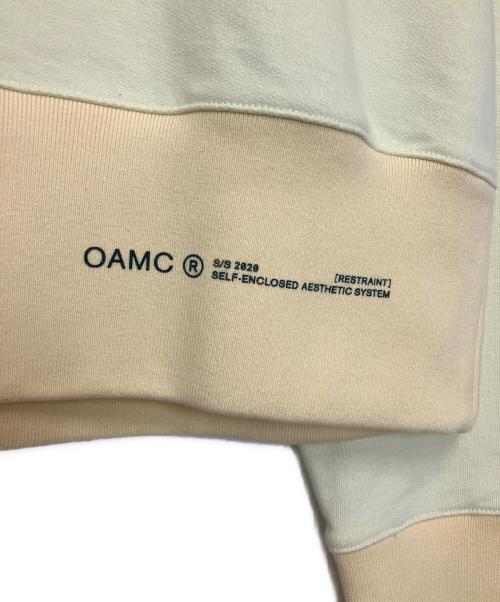 OAMC ® S/S 2020 [RESTRAINT]
SELF-ENCLOSED AESTHETIC SYSTEM